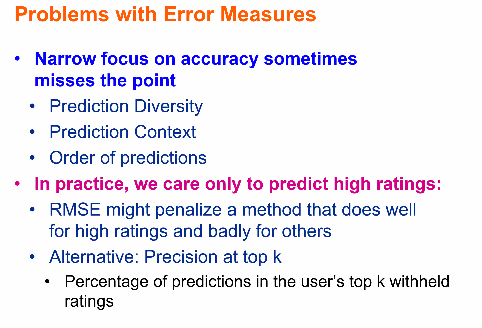 Problems with Error Measures
• Narrow focus on accuracy sometimes
misses the point
• Prediction Diversity
• Prediction Context
• Order of predictions
• In practice, we care only to predict high ratings:
• RMSE might penalize a method that does well
for high ratings and badly for others
• Alternative: Precision at top k
• Percentage of predictions in the user's top k withheld
ratings